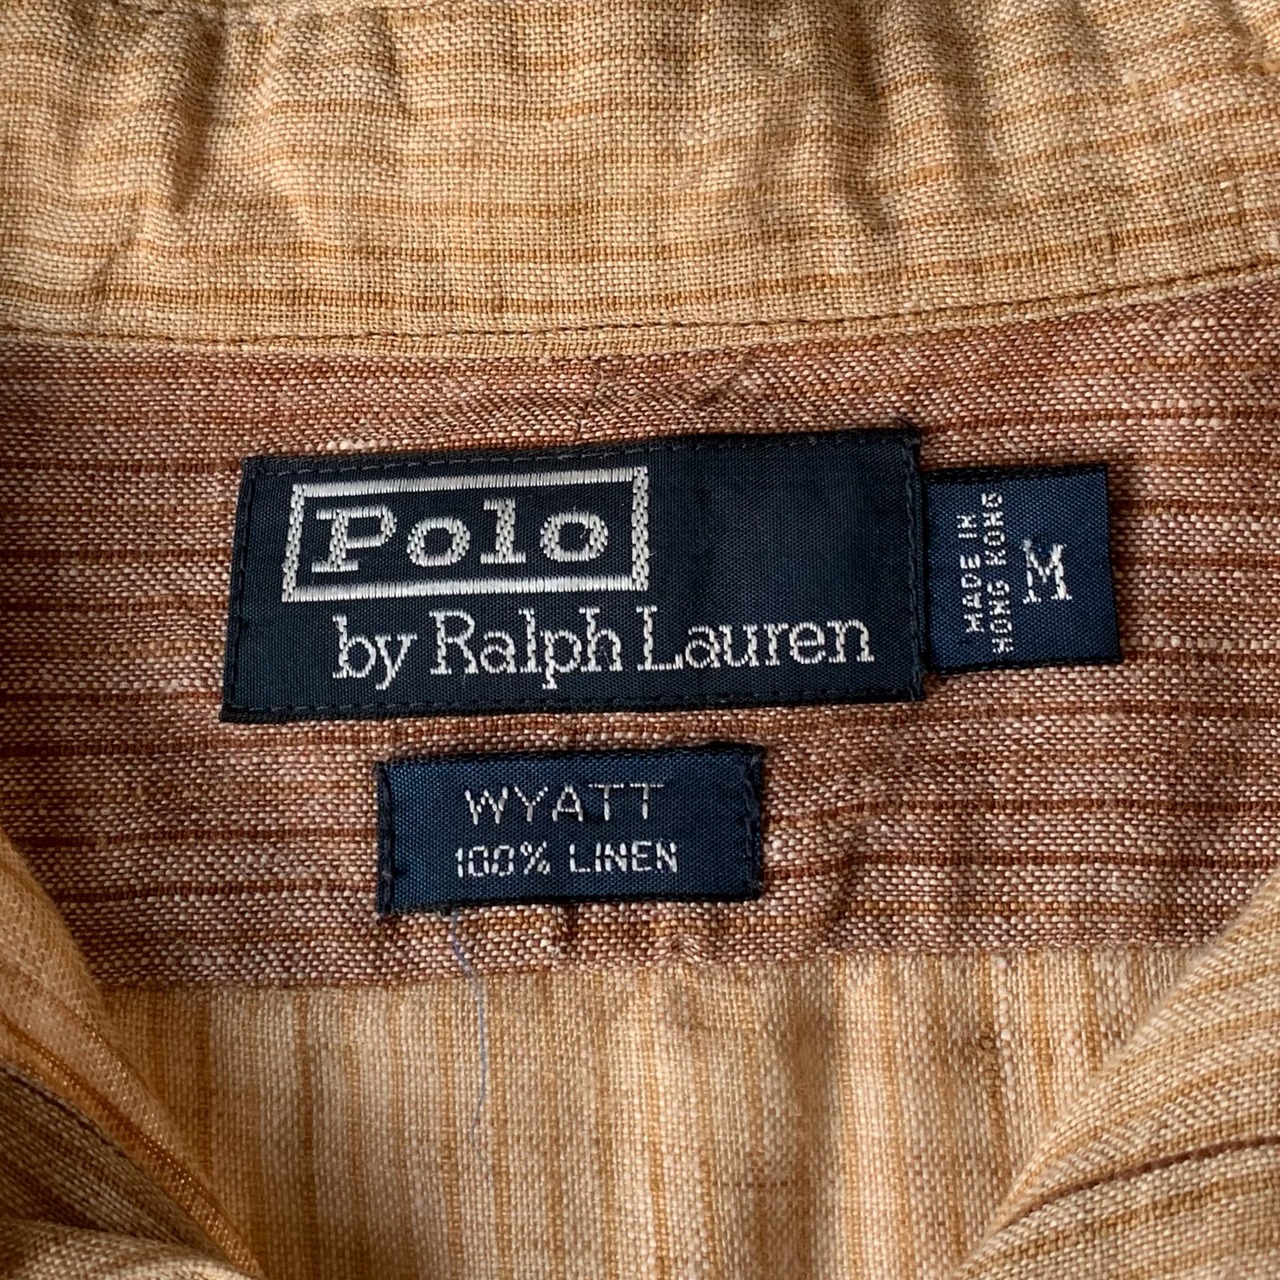 Polo
by Ralph Lauren
MADE IN
HONG KONG
M
WYATT
100% LINEN